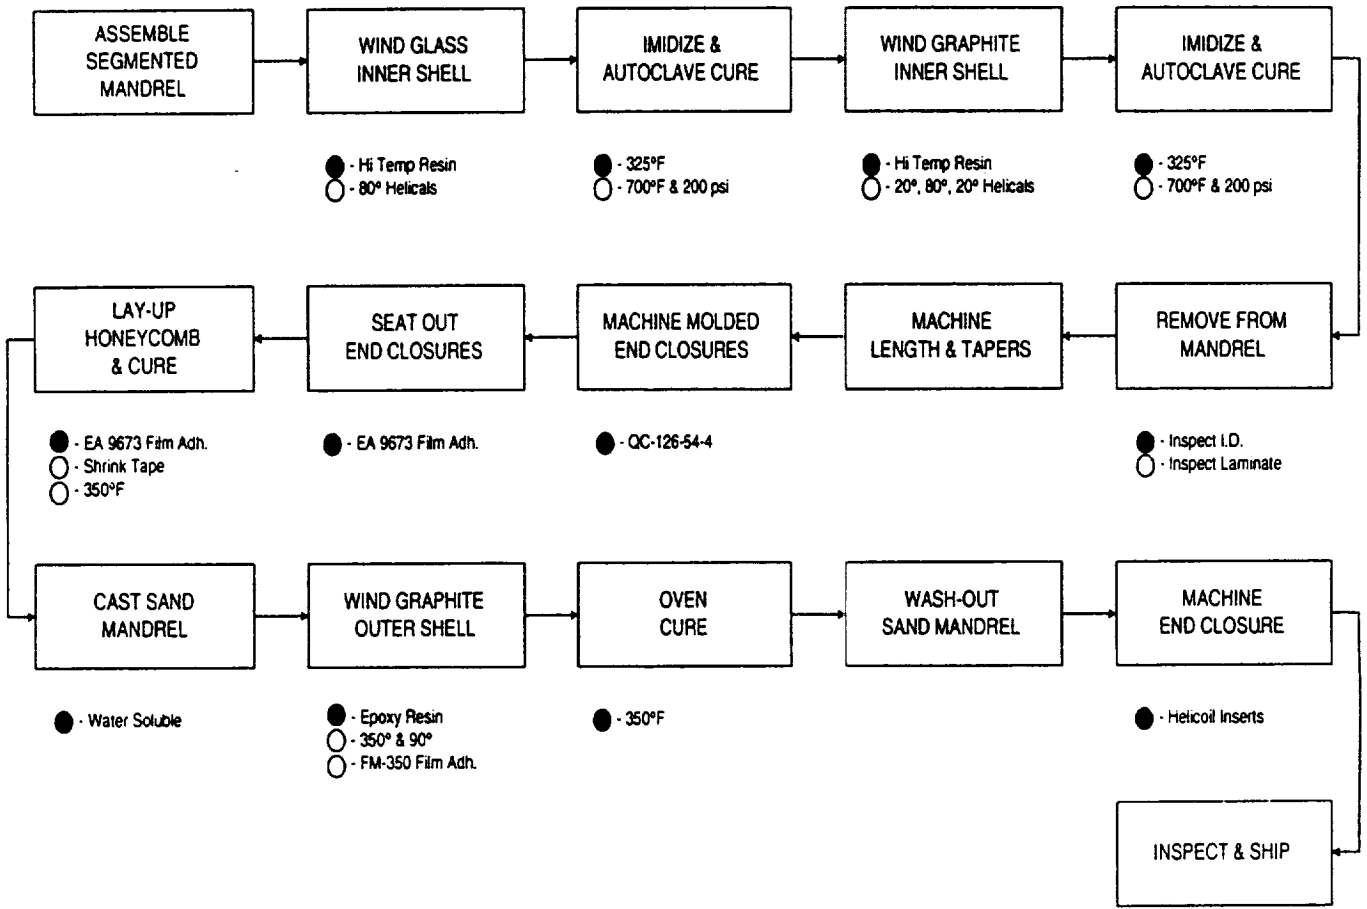 ASSEMBLE
SEGMENTED
MANDREL
WIND GLASS
INNER SHELL
IMIDIZE &
AUTOCLAVE CURE
WIND GRAPHITE
INNER SHELL
IMIDIZE &
AUTOCLAVE CURE
- Hi Temp Resin
- 80° Helicals
- 325°F
- 700°F & 200 psi
- Hi Temp Resin
- 20°, 80°, 20° Helicals
- 325°F
- 700°F & 200 psi
LAY-UP
HONEYCOMB
& CURE
SEAT OUT
END CLOSURES
MACHINE MOLDED
END CLOSURES
MACHINE
LENGTH & TAPERS
REMOVE FROM
MANDREL
- EA 9673 Film Adh.
- Shrink Tape
- 350°F
- EA 9673 Film Adh.
- QC-126-54-4
- Inspect I.D.
- Inspect Laminate
CAST SAND
MANDREL
WIND GRAPHITE
OUTER SHELL
OVEN
CURE
WASH-OUT
SAND MANDREL
MACHINE
END CLOSURE
- Water Soluble
- Epoxy Resin
- 350° & 90°
- FM-350 Film Adh.
- 350°F
- Helicoil Inserts
INSPECT & SHIP